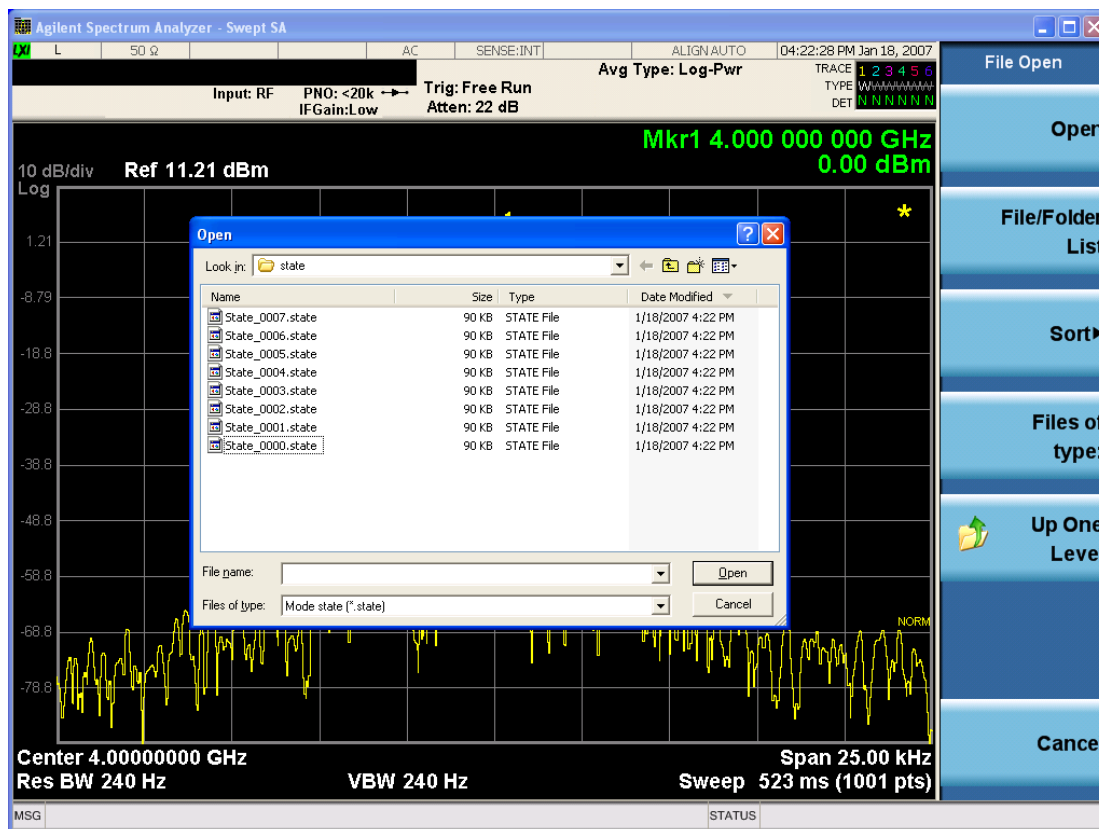 Agilent Spectrum Analyzer - Swept SA
LXI L 50 Ω AC SENSE:INT ALIGN AUTO 04:22:28 PM Jan 18, 2007
Input: RF PNO: <20k IFGain:Low
Trig: Free Run
Atten: 22 dB
Avg Type: Log-Pwr
TRACE 1 2 3 4 5 6
TYPE WWWWWW
DET N N N N N N
Mkr1 4.000 000 000 GHz
0.00 dBm
10 dB/div Ref 11.21 dBm
Log
1.21
-8.79
-18.8
-28.8
-38.8
-48.8
-58.8
-68.8
-78.8
NORM
Open
Look in: state
Name Size Type Date Modified
State_0007.state 90 KB STATE File 1/18/2007 4:22 PM
State_0006.state 90 KB STATE File 1/18/2007 4:22 PM
State_0005.state 90 KB STATE File 1/18/2007 4:22 PM
State_0004.state 90 KB STATE File 1/18/2007 4:22 PM
State_0003.state 90 KB STATE File 1/18/2007 4:22 PM
State_0002.state 90 KB STATE File 1/18/2007 4:22 PM
State_0001.state 90 KB STATE File 1/18/2007 4:22 PM
State_0000.state 90 KB STATE File 1/18/2007 4:22 PM
File name:
Open
Files of type: Mode state (*.state)
Cancel
Center 4.00000000 GHz
Span 25.00 kHz
Res BW 240 Hz VBW 240 Hz Sweep 523 ms (1001 pts)
MSG STATUS
File Open
Open
File/Folder
List
Sort
Files of
type:
Up One
Leve
Cance